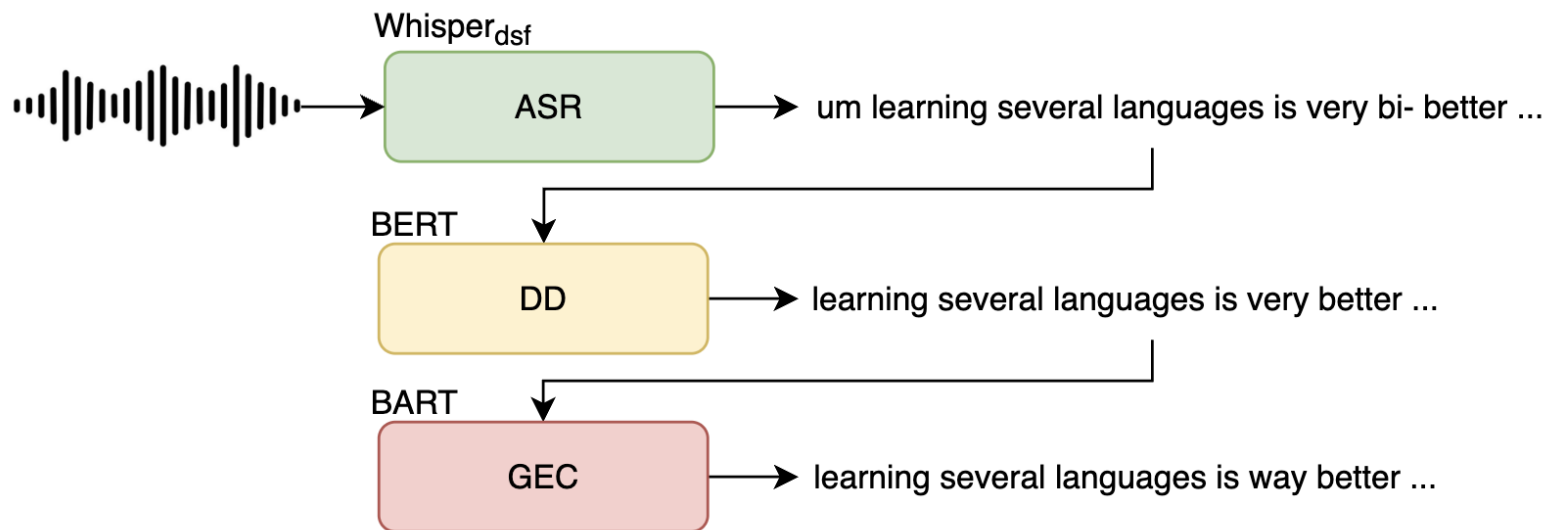 Whisper_dsf
ASR
um learning several languages is very bi- better ...
BERT
DD
learning several languages is very better ...
BART
GEC
learning several languages is way better ...